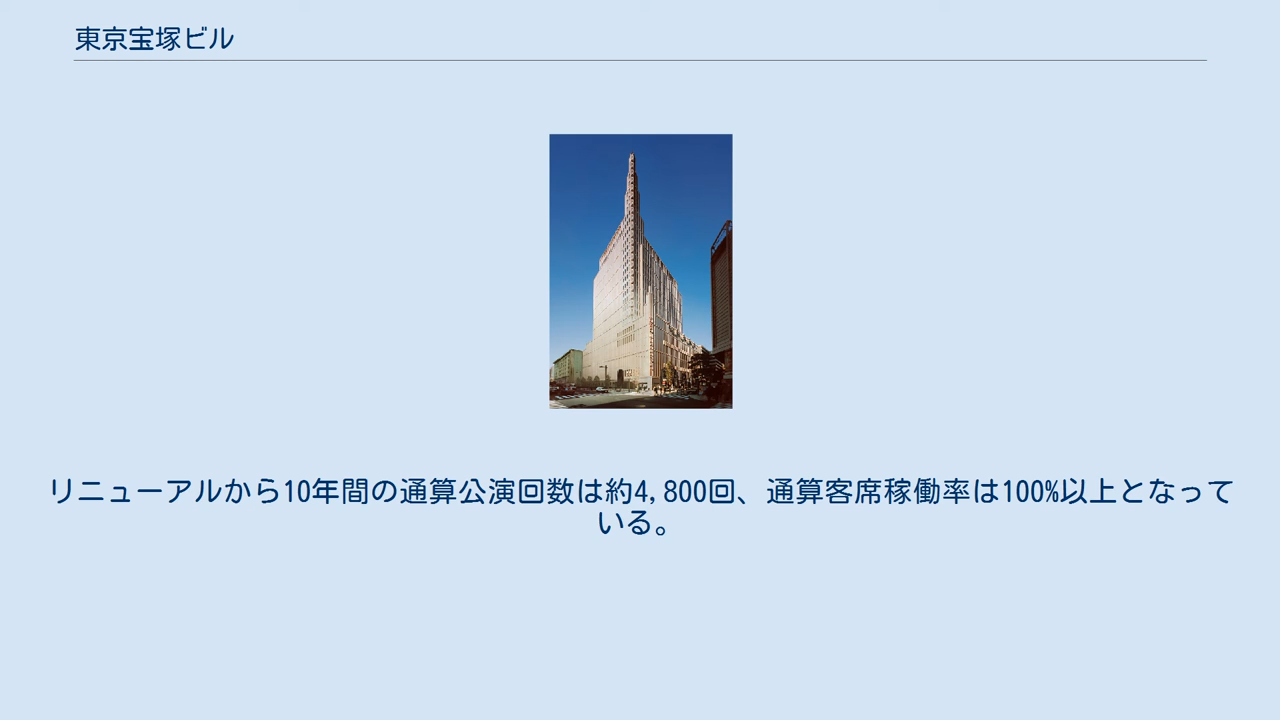 東京宝塚ビル
リニューアルから10年間の通算公演回数は約4,800回、通算客席稼働率は100%以上となって
いる。